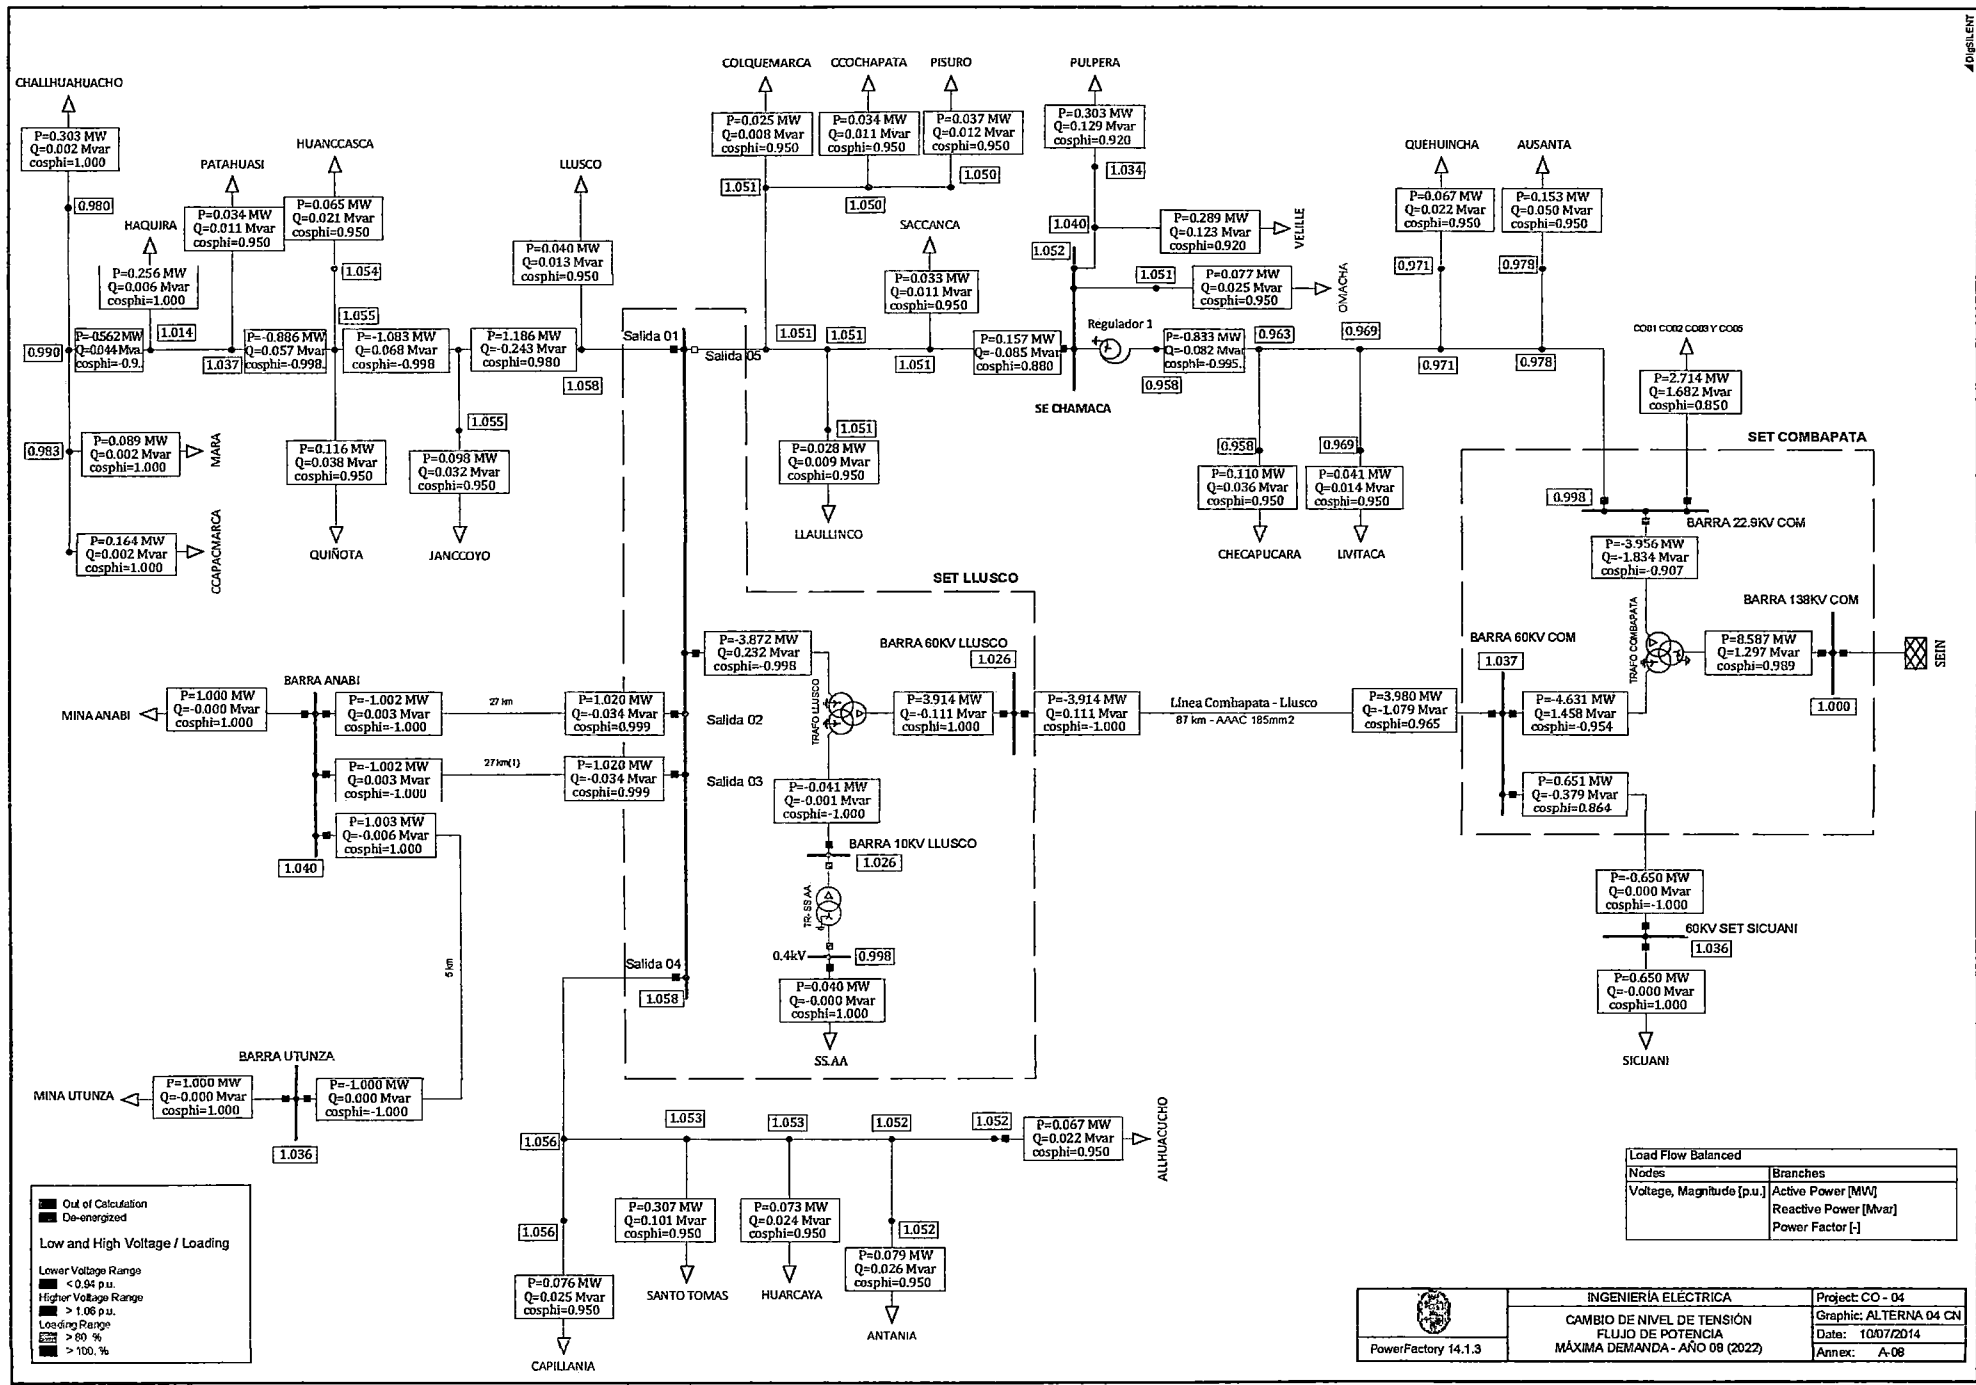 DIgSILENT
CHALLHUAHUACHO
P=0.303 MW
Q=0.002 Mvar
cosphi=1.000
0.980
HAQUIRA
P=0.256 MW
Q=0.006 Mvar
cosphi=1.000
PATAHUASI
P=0.034 MW
Q=0.011 Mvar
cosphi=0.950
HUANCCASCA
P=0.065 MW
Q=0.021 Mvar
cosphi=0.950
1.054
LLUSCO
P=0.040 MW
Q=0.013 Mvar
cosphi=0.950
COLQUEMARCA
P=0.025 MW
Q=0.008 Mvar
cosphi=0.950
CCOCHAPATA
P=0.034 MW
Q=0.011 Mvar
cosphi=0.950
PISURO
P=0.037 MW
Q=0.012 Mvar
cosphi=0.950
1.051
1.050
1.050
SACCANCA
P=0.033 MW
Q=0.011 Mvar
cosphi=0.950
PULPERA
P=0.303 MW
Q=0.129 Mvar
cosphi=0.920
1.034
1.040
P=0.289 MW
Q=0.123 Mvar
cosphi=0.920
VELILLE
1.052
1.051
P=0.077 MW
Q=0.025 Mvar
cosphi=0.950
OMACHA
QUEHUINCHA
P=0.067 MW
Q=0.022 Mvar
cosphi=0.950
0.971
AUSANTA
P=0.153 MW
Q=0.050 Mvar
cosphi=0.950
0.978
0.990
P=-0.562 MW
Q=0.044 Mva
cosphi=-0.9.
1.014
1.037
P=-0.886 MW
Q=0.057 Mvar
cosphi=-0.998.
1.055
P=-1.083 MW
Q=0.068 Mvar
cosphi=-0.998
P=1.186 MW
Q=-0.243 Mvar
cosphi=0.980
1.058
Salida 01
Salida 05
1.051
1.051
1.051
P=0.157 MW
Q=-0.085 Mvar
cosphi=0.880
Regulador 1
SE CHAMACA
P=-0.833 MW
Q=-0.082 Mvar
cosphi=-0.995.
0.958
0.963
0.969
0.971
0.978
CO01 CO02 CO03 Y CO05
P=2.714 MW
Q=1.682 Mvar
cosphi=0.850
0.983
P=0.089 MW
Q=0.002 Mvar
cosphi=1.000
MARA
P=0.164 MW
Q=0.002 Mvar
cosphi=1.000
CCAPACMARCA
P=0.116 MW
Q=0.038 Mvar
cosphi=0.950
QUIÑOTA
1.055
P=0.098 MW
Q=0.032 Mvar
cosphi=0.950
JANCCOYO
1.051
P=0.028 MW
Q=0.009 Mvar
cosphi=0.950
LLAULLINCO
0.958
P=0.110 MW
Q=0.036 Mvar
cosphi=0.950
CHECAPUCARA
0.969
P=0.041 MW
Q=0.014 Mvar
cosphi=0.950
LIVITACA
SET COMBAPATA
0.998
BARRA 22.9KV COM
P=-3.956 MW
Q=-1.834 Mvar
cosphi=-0.907
TRAFO COMBAPATA
BARRA 138KV COM
P=8.587 MW
Q=1.297 Mvar
cosphi=0.989
1.000
SEIN
BARRA 60KV COM
1.037
P=-4.631 MW
Q=1.458 Mvar
cosphi=-0.954
P=0.651 MW
Q=-0.379 Mvar
cosphi=0.864
P=-0.650 MW
Q=0.000 Mvar
cosphi=-1.000
60KV SET SICUANI
1.036
P=0.650 MW
Q=-0.000 Mvar
cosphi=1.000
SICUANI
SET LLUSCO
P=-3.872 MW
Q=0.232 Mvar
cosphi=-0.998
TRAFO LLUSCO
BARRA 60KV LLUSCO
1.026
P=3.914 MW
Q=-0.111 Mvar
cosphi=1.000
P=-3.914 MW
Q=0.111 Mvar
cosphi=-1.000
Línea Combapata - Llusco
87 km - AAAC 185mm2
P=3.980 MW
Q=-1.079 Mvar
cosphi=0.965
P=-0.041 MW
Q=-0.001 Mvar
cosphi=-1.000
BARRA 10KV LLUSCO
1.026
TR- SS AA
0.4kV
0.998
P=0.040 MW
Q=-0.000 Mvar
cosphi=1.000
SS.AA
BARRA ANABI
MINA ANABI
P=1.000 MW
Q=-0.000 Mvar
cosphi=1.000
P=-1.002 MW
Q=0.003 Mvar
cosphi=-1.000
27 km
P=1.020 MW
Q=-0.034 Mvar
cosphi=0.999
Salida 02
P=-1.002 MW
Q=0.003 Mvar
cosphi=-1.000
27 km(1)
P=1.020 MW
Q=-0.034 Mvar
cosphi=0.999
Salida 03
P=1.003 MW
Q=-0.006 Mvar
cosphi=1.000
1.040
5 km
Salida 04
1.058
BARRA UTUNZA
MINA UTUNZA
P=1.000 MW
Q=-0.000 Mvar
cosphi=1.000
P=-1.000 MW
Q=0.000 Mvar
cosphi=-1.000
1.036
1.056
1.053
1.053
1.052
1.052
P=0.067 MW
Q=0.022 Mvar
cosphi=0.950
ALLHUACUCHO
1.056
P=0.076 MW
Q=0.025 Mvar
cosphi=0.950
CAPILLANIA
P=0.307 MW
Q=0.101 Mvar
cosphi=0.950
SANTO TOMAS
P=0.073 MW
Q=0.024 Mvar
cosphi=0.950
HUARCAYA
1.052
P=0.079 MW
Q=0.026 Mvar
cosphi=0.950
ANTANIA
Out of Calculation
De-energized
Low and High Voltage / Loading
Lower Voltage Range
< 0.94 p.u.
Higher Voltage Range
> 1.06 p.u.
Loading Range
> 80. %
> 100. %
Load Flow Balanced
Nodes Branches
Voltage, Magnitude [p.u.] Active Power [MW]
Reactive Power [Mvar]
Power Factor [-]
PowerFactory 14.1.3
INGENIERÍA ELÉCTRICA
CAMBIO DE NIVEL DE TENSIÓN
FLUJO DE POTENCIA
MÁXIMA DEMANDA - AÑO 08 (2022)
Project: CO - 04
Graphic: ALTERNA 04 CN
Date: 10/07/2014
Annex: A-08